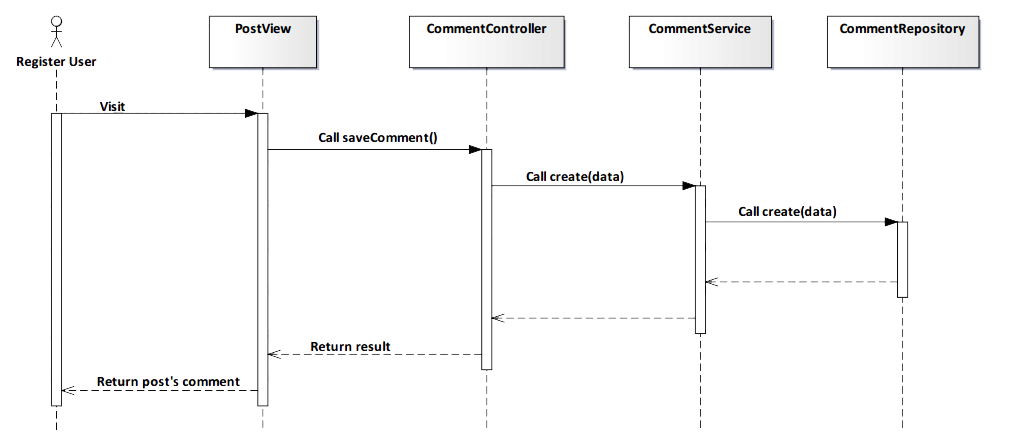 PostView
CommentController
CommentService
CommentRepository
Register User
Visit
Call saveComment()
Call create(data)
Call create(data)
Return result
Return post's comment